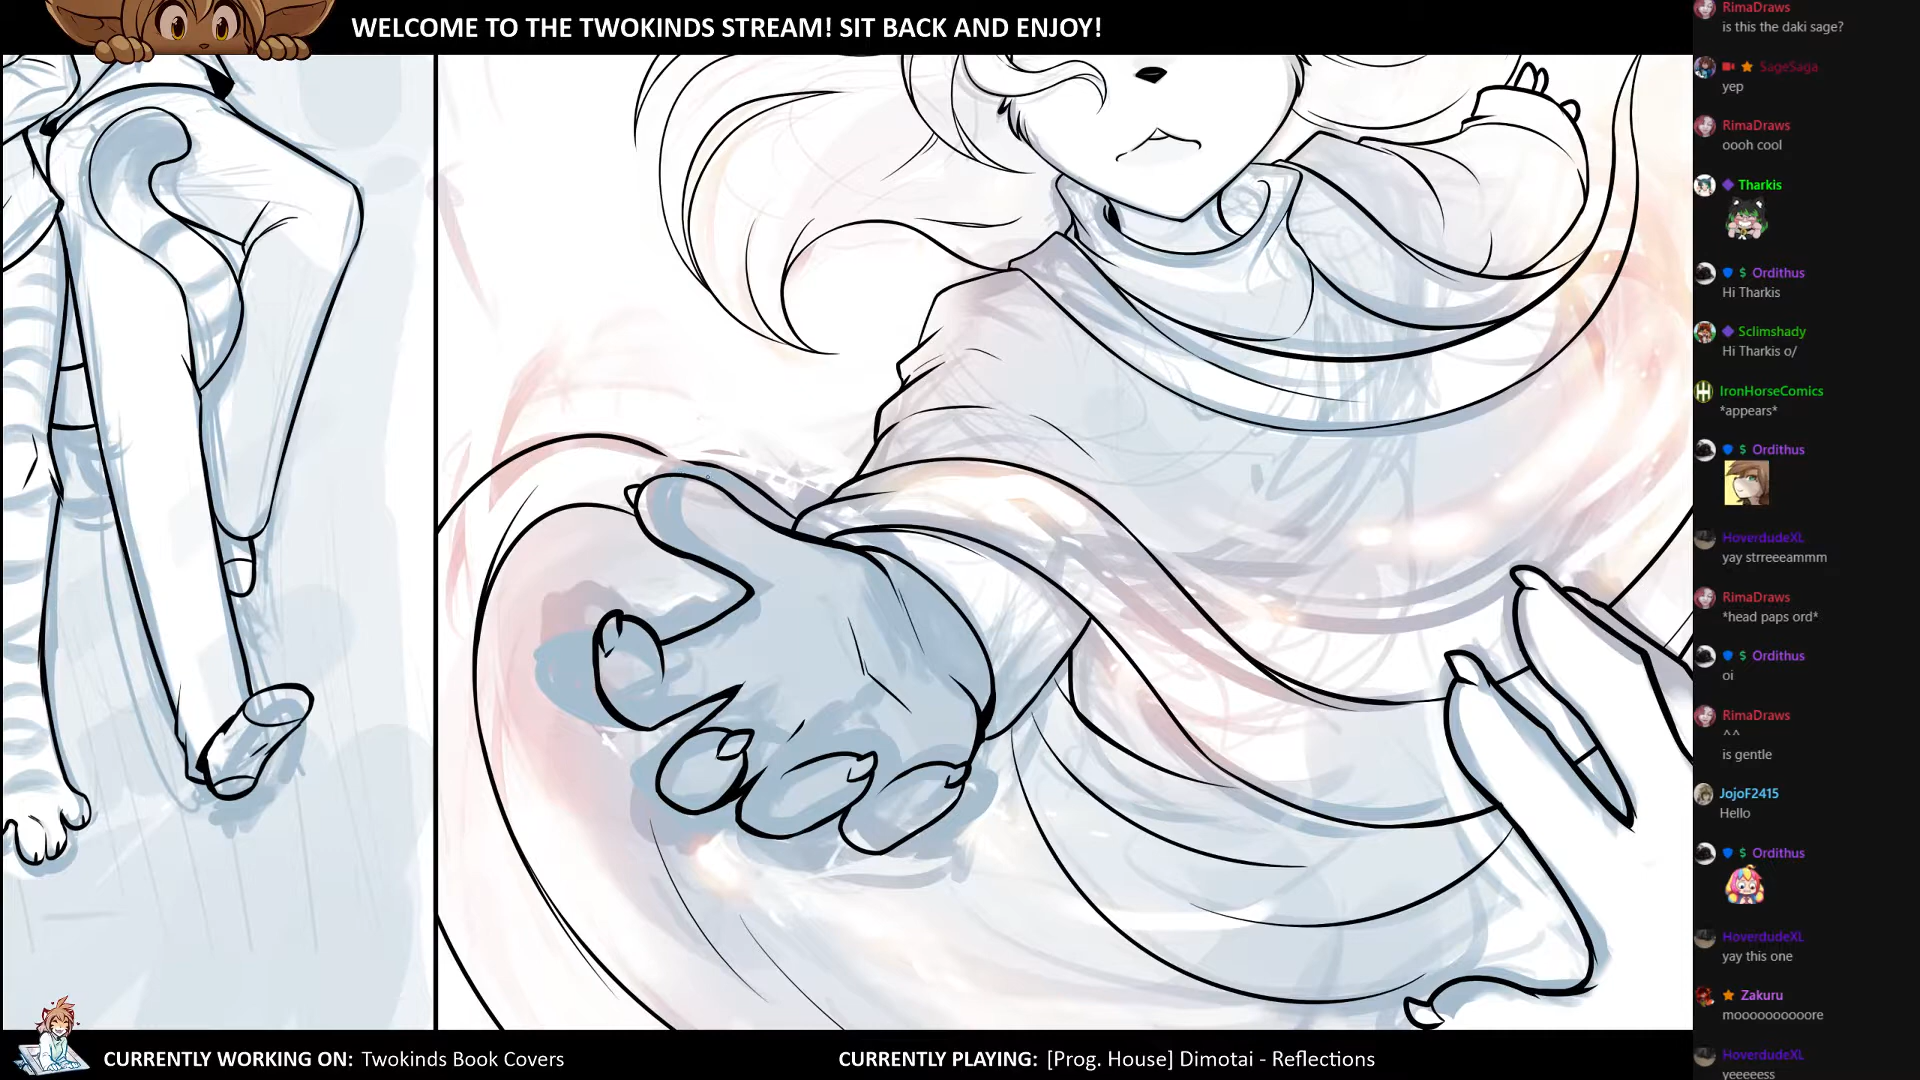 WELCOME TO THE TWOKINDS STREAM! SIT BACK AND ENJOY!
RimaDraws
is this the daki sage?
SageSaga
yep
RimaDraws
oooh cool
Tharkis
$ Ordithus
Hi Tharkis
Sclimshady
Hi Tharkis o/
IronHorseComics
*appears*
$ Ordithus
HoverdudeXL
yay strreeeammm
RimaDraws
*head paps ord*
$ Ordithus
oi
RimaDraws
^^
is gentle
JojoF2415
Hello
$ Ordithus
HoverdudeXL
yay this one
Zakuru
moooooooooore
HoverdudeXL
yeeeeess
CURRENTLY WORKING ON: Twokinds Book Covers
CURRENTLY PLAYING: [Prog. House] Dimotai - Reflections